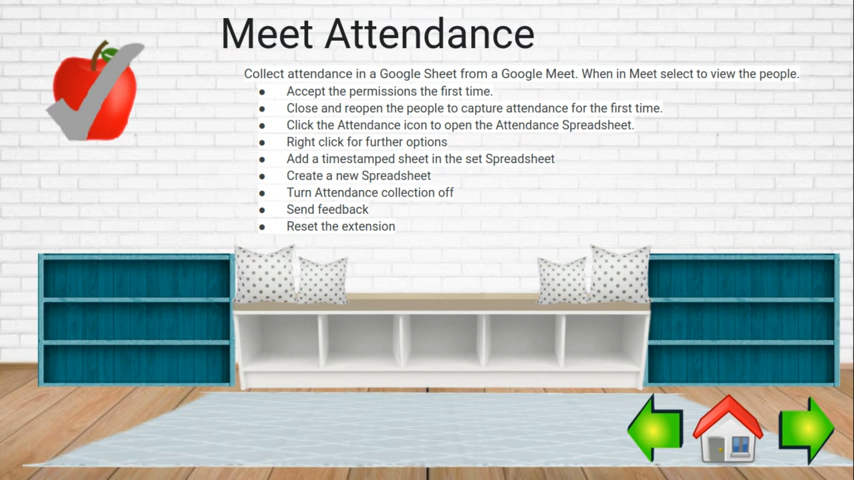 Meet Attendance
Collect attendance in a Google Sheet from a Google Meet. When in Meet select to view the people.
● Accept the permissions the first time.
● Close and reopen the people to capture attendance for the first time.
● Click the Attendance icon to open the Attendance Spreadsheet.
● Right click for further options
● Add a timestamped sheet in the set Spreadsheet
● Create a new Spreadsheet
● Turn Attendance collection off
● Send feedback
● Reset the extension